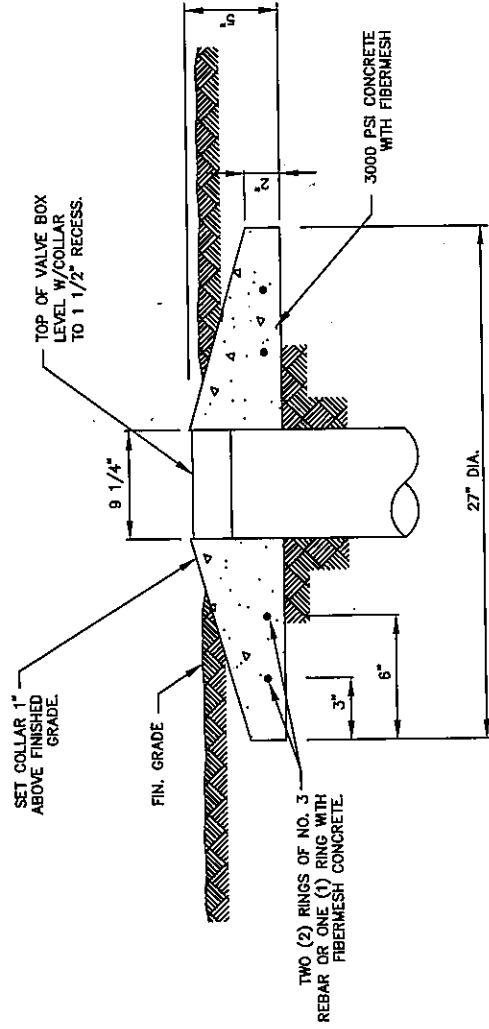 SET COLLAR 1"
ABOVE FINISHED
GRADE.
TOP OF VALVE BOX
LEVEL W/COLLAR
TO 1 1/2" RECESS.
9 1/4"
5"
FIN. GRADE
2"
3000 PSI CONCRETE
WITH FIBERMESH
TWO (2) RINGS OF NO. 3
REBAR OR ONE (1) RING WITH
FIBERMESH CONCRETE.
3"
6"
27" DIA.